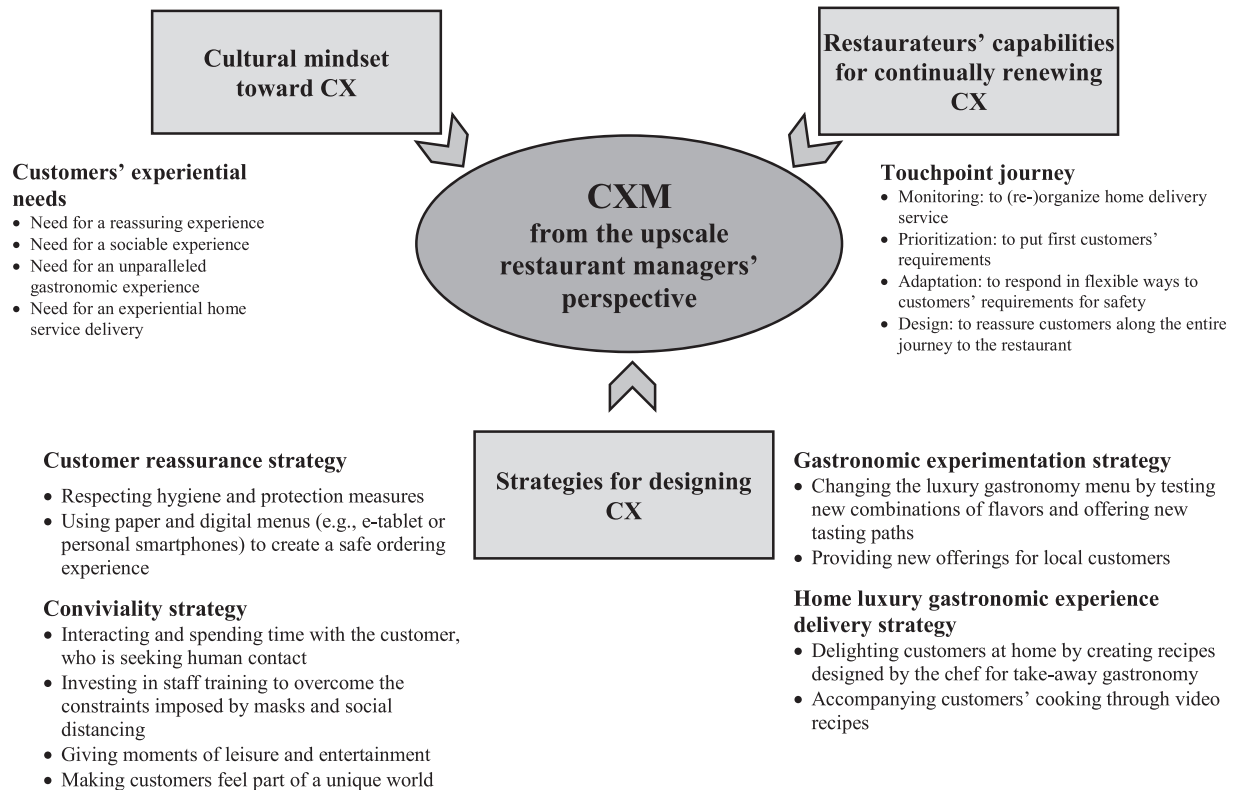 Cultural mindset
toward CX
Restaurateurs' capabilities
for continually renewing
CX
Customers' experiential
needs
• Need for a reassuring experience
• Need for a sociable experience
• Need for an unparalleled
gastronomic experience
• Need for an experiential home
service delivery
CXM
from the upscale
restaurant managers'
perspective
Touchpoint journey
• Monitoring: to (re-)organize home delivery
service
• Prioritization: to put first customers'
requirements
• Adaptation: to respond in flexible ways to
customers' requirements for safety
• Design: to reassure customers along the entire
journey to the restaurant
Strategies for designing
CX
Customer reassurance strategy
• Respecting hygiene and protection measures
• Using paper and digital menus (e.g., e-tablet or
personal smartphones) to create a safe ordering
experience
Conviviality strategy
• Interacting and spending time with the customer,
who is seeking human contact
• Investing in staff training to overcome the
constraints imposed by masks and social
distancing
• Giving moments of leisure and entertainment
• Making customers feel part of a unique world
Gastronomic experimentation strategy
• Changing the luxury gastronomy menu by testing
new combinations of flavors and offering new
tasting paths
• Providing new offerings for local customers
Home luxury gastronomic experience
delivery strategy
• Delighting customers at home by creating recipes
designed by the chef for take-away gastronomy
• Accompanying customers' cooking through video
recipes